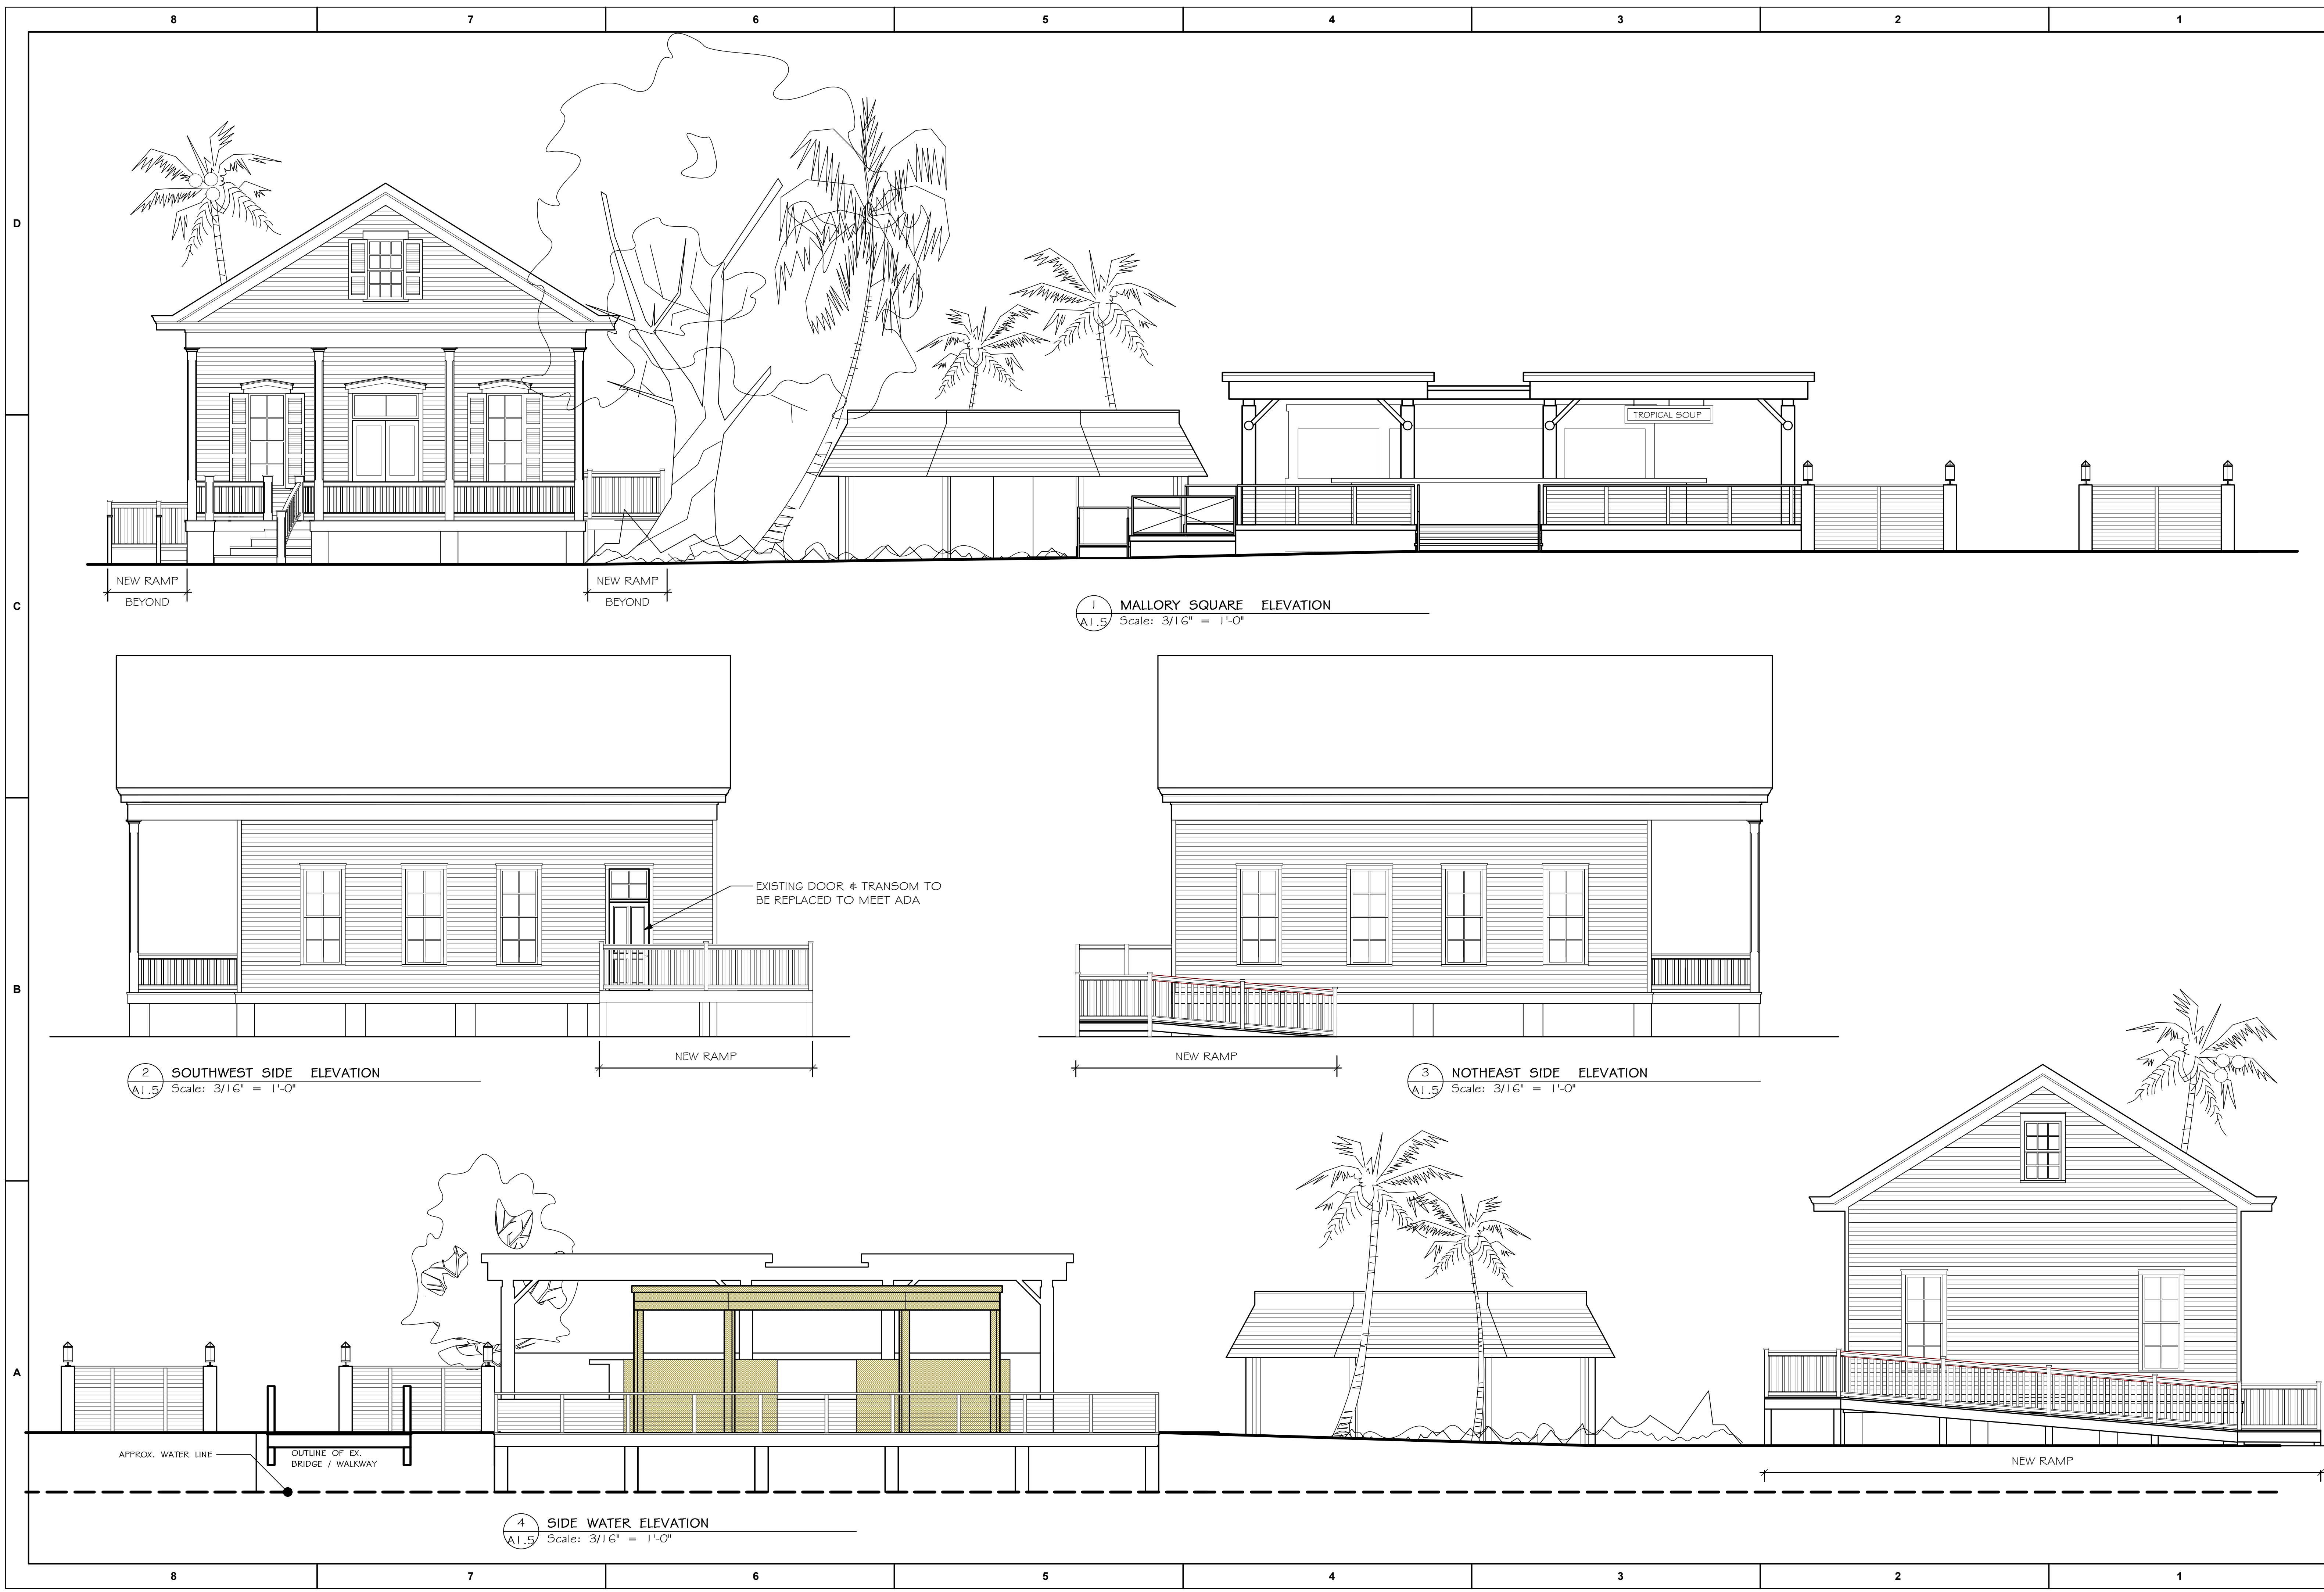 8 7 6 5 4 3 2 1
D
TROPICAL SOUP
C
NEW RAMP
BEYOND
NEW RAMP
BEYOND
1
A1.5
MALLORY SQUARE ELEVATION
Scale: 3/16" = 1'-0"
EXISTING DOOR & TRANSOM TO
BE REPLACED TO MEET ADA
B
NEW RAMP
NEW RAMP
2
A1.5
SOUTHWEST SIDE ELEVATION
Scale: 3/16" = 1'-0"
3
A1.5
NOTHEAST SIDE ELEVATION
Scale: 3/16" = 1'-0"
A
APPROX. WATER LINE
OUTLINE OF EX.
BRIDGE / WALKWAY
NEW RAMP
4
A1.5
SIDE WATER ELEVATION
Scale: 3/16" = 1'-0"
8 7 6 5 4 3 2 1